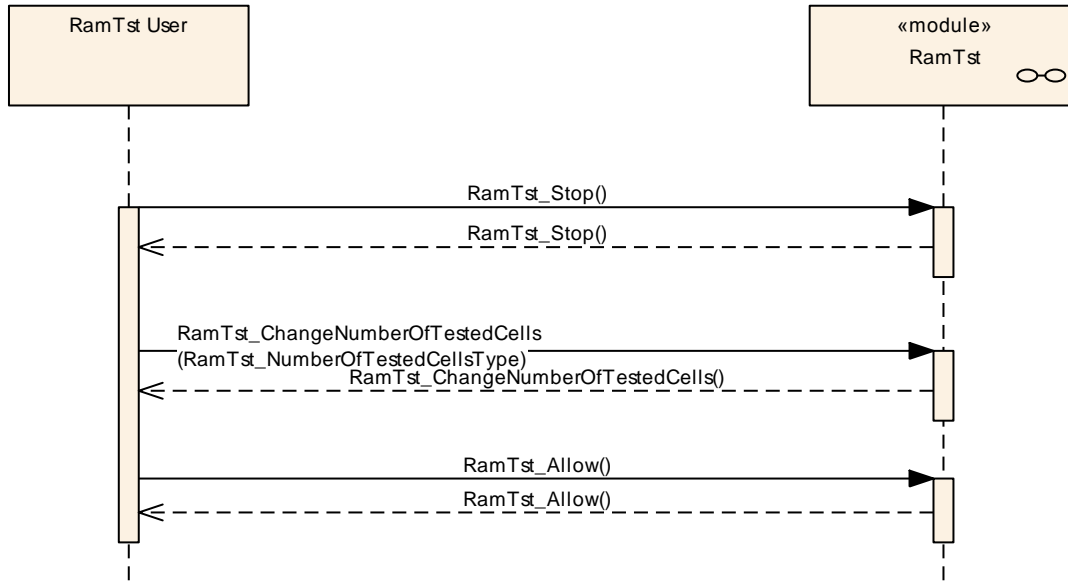 RamTst User
«module»
RamTst
RamTst_Stop()
RamTst_Stop()
RamTst_ChangeNumberOfTestedCells
(RamTst_NumberOfTestedCellsType)
RamTst_ChangeNumberOfTestedCells()
RamTst_Allow()
RamTst_Allow()